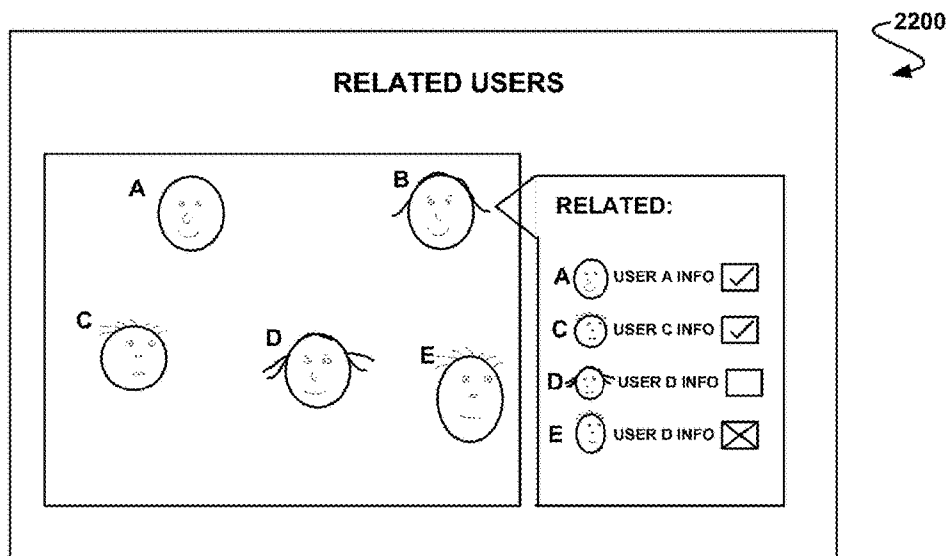 2200
RELATED USERS
A
B
C
D
E
RELATED:
A USER A INFO
C USER C INFO
D USER D INFO
E USER D INFO